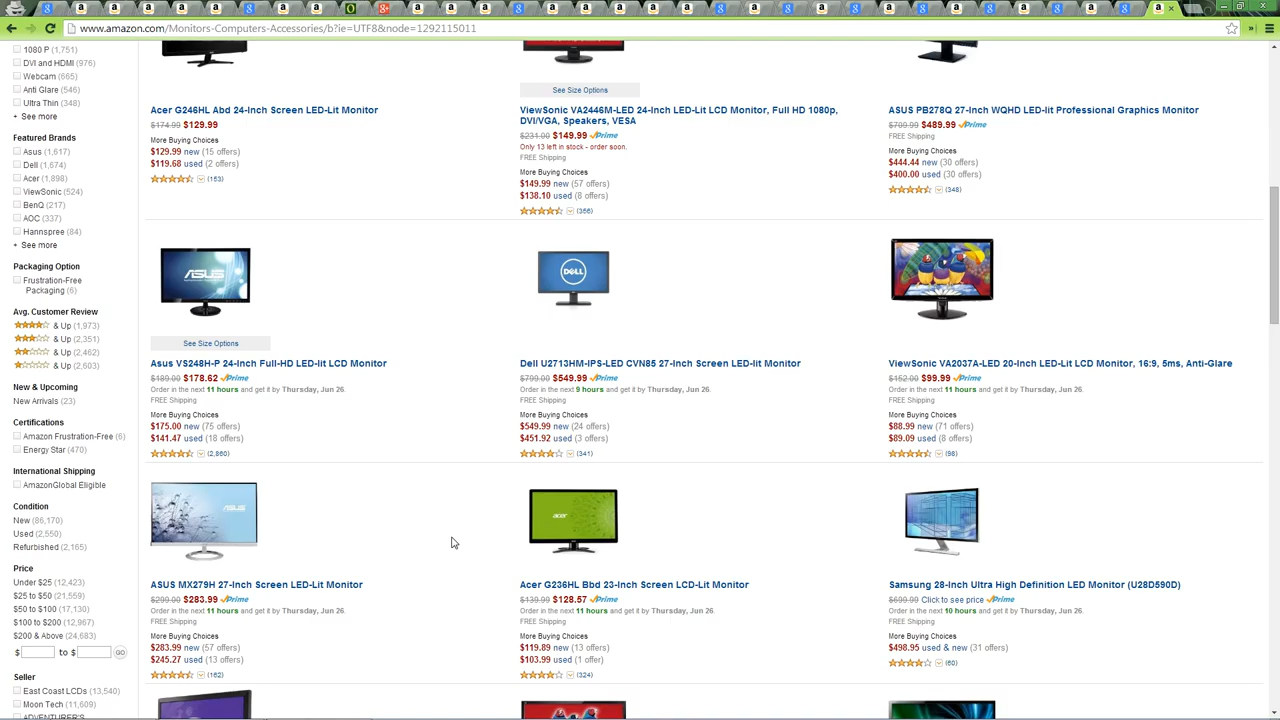 www.amazon.com/Monitors-Computers-Accessories/b?ie=UTF8&node=1292115011
1080 P (1,751)
DVI and HDMI (976)
Webcam (665)
Anti Glare (546)
Ultra Thin (348)
+ See more
Featured Brands
Asus (1,617)
Dell (1,674)
Acer (1,898)
ViewSonic (524)
BenQ (217)
AOC (337)
Hannspree (84)
+ See more
Packaging Option
Frustration-Free
Packaging (6)
Avg. Customer Review
& Up (1,973)
& Up (2,351)
& Up (2,462)
& Up (2,603)
New & Upcoming
New Arrivals (23)
Certifications
Amazon Frustration-Free (6)
Energy Star (470)
International Shipping
AmazonGlobal Eligible
Condition
New (86,170)
Used (2,550)
Refurbished (2,165)
Price
Under $25 (12,423)
$25 to $50 (21,559)
$50 to $100 (17,130)
$100 to $200 (12,967)
$200 & Above (24,683)
$ to $ GO
Seller
East Coast LCDs (13,540)
Moon Tech (11,609)
ADVENTURER'S
Acer G246HL Abd 24-Inch Screen LED-Lit Monitor
$174.99 $129.99
More Buying Choices
$129.99 new (15 offers)
$119.68 used (2 offers)
(153)
See Size Options
ViewSonic VA2446M-LED 24-Inch LED-Lit LCD Monitor, Full HD 1080p,
DVI/VGA, Speakers, VESA
$231.00 $149.99 Prime
Only 13 left in stock - order soon.
FREE Shipping
More Buying Choices
$149.99 new (57 offers)
$138.10 used (8 offers)
(366)
ASUS PB278Q 27-Inch WQHD LED-lit Professional Graphics Monitor
$709.99 $489.99 Prime
FREE Shipping
More Buying Choices
$444.44 new (30 offers)
$400.00 used (30 offers)
(348)
ASUS
See Size Options
Asus VS248H-P 24-Inch Full-HD LED-lit LCD Monitor
$189.00 $178.62 Prime
Order in the next 11 hours and get it by Thursday, Jun 26.
FREE Shipping
More Buying Choices
$175.00 new (75 offers)
$141.47 used (18 offers)
(2,860)
DELL
Dell U2713HM-IPS-LED CVN85 27-Inch Screen LED-lit Monitor
$799.00 $549.99 Prime
Order in the next 9 hours and get it by Thursday, Jun 26.
FREE Shipping
More Buying Choices
$549.99 new (24 offers)
$451.92 used (3 offers)
(341)
ViewSonic VA2037A-LED 20-Inch LED-Lit LCD Monitor, 16:9, 5ms, Anti-Glare
$152.00 $99.99 Prime
Order in the next 11 hours and get it by Thursday, Jun 26.
FREE Shipping
More Buying Choices
$88.99 new (71 offers)
$89.09 used (8 offers)
(98)
ASUS
ASUS MX279H 27-Inch Screen LED-Lit Monitor
$299.00 $283.99 Prime
Order in the next 11 hours and get it by Thursday, Jun 26.
FREE Shipping
More Buying Choices
$283.99 new (57 offers)
$245.27 used (13 offers)
(162)
acer
Acer G236HL Bbd 23-Inch Screen LCD-Lit Monitor
$139.99 $128.57 Prime
Order in the next 11 hours and get it by Thursday, Jun 26.
FREE Shipping
More Buying Choices
$119.89 new (13 offers)
$103.99 used (1 offer)
(324)
Samsung 28-Inch Ultra High Definition LED Monitor (U28D590D)
$699.99 Click to see price Prime
Order in the next 10 hours and get it by Thursday, Jun 26.
FREE Shipping
More Buying Choices
$498.95 used & new (31 offers)
(60)